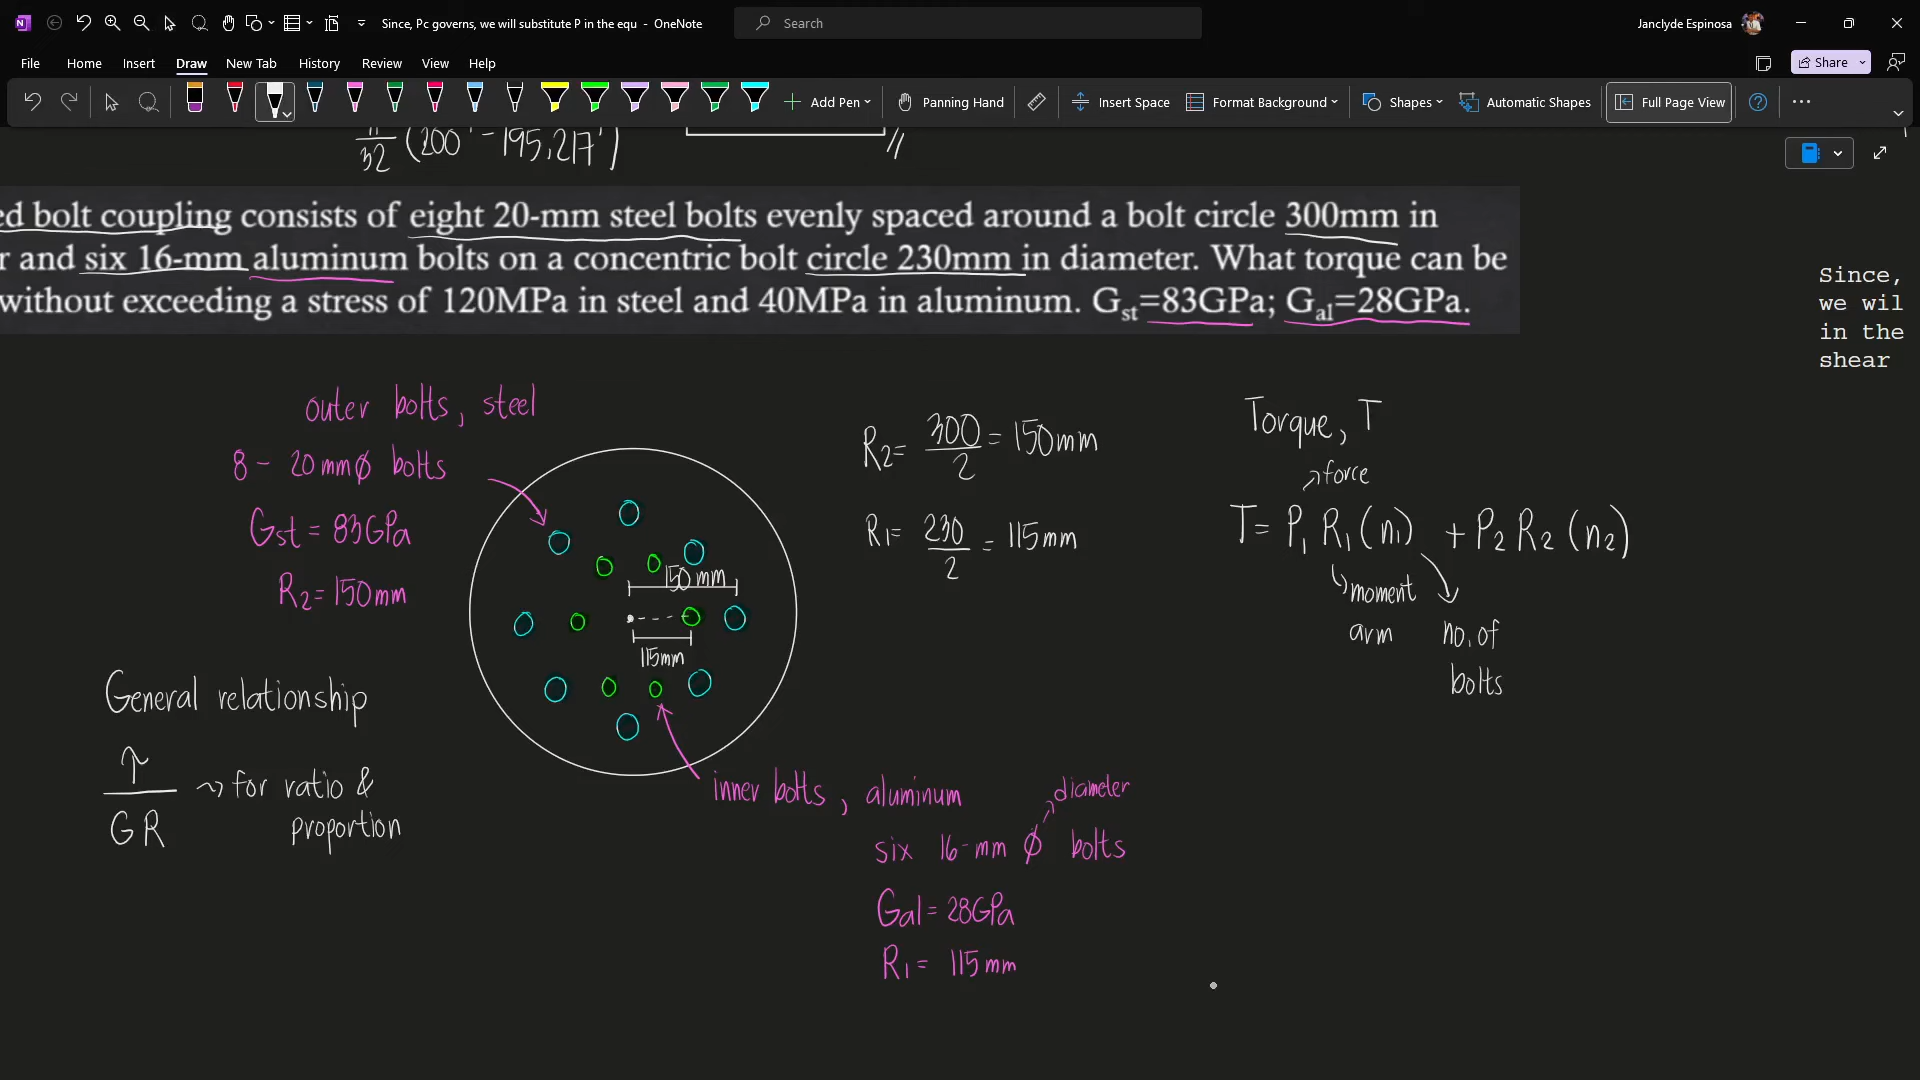 Since, Pc governs, we will substitute P in the equ - OneNote
Search
Janclyde Espinosa
File Home Insert Draw New Tab History Review View Help
Share
Add Pen
Panning Hand
Insert Space
Format Background
Shapes
Automatic Shapes
Full Page View
32 (200 - 195.217
ed bolt coupling consists of eight 20-mm steel bolts evenly spaced around a bolt circle 300mm in
r and six 16-mm aluminum bolts on a concentric bolt circle 230mm in diameter. What torque can be
without exceeding a stress of 120MPa in steel and 40MPa in aluminum. Gst=83GPa; Gal=28GPa.
Since,
we wil
in the
shear
outer bolts, steel
8 - 20mmø bolts
Gst = 83GPa
R2=150mm
General relationship
τ
GR
~> for ratio &
proportion
150 mm
115mm
R2= 300/2 = 150mm
R1= 230/2 = 115mm
Torque, T
force
T= P1 R1 (n1) + P2 R2 (n2)
moment
arm
no. of
bolts
inner bolts, aluminum
diameter
six 16-mm ø bolts
Gal = 28GPa
R1= 115mm